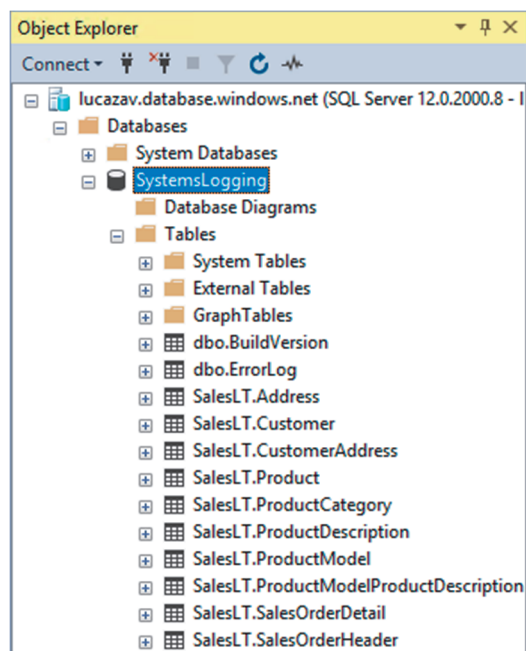 Object Explorer
Connect
lucazav.database.windows.net (SQL Server 12.0.2000.8 - l
Databases
System Databases
SystemsLogging
Database Diagrams
Tables
System Tables
External Tables
GraphTables
dbo.BuildVersion
dbo.ErrorLog
SalesLT.Address
SalesLT.Customer
SalesLT.CustomerAddress
SalesLT.Product
SalesLT.ProductCategory
SalesLT.ProductDescription
SalesLT.ProductModel
SalesLT.ProductModelProductDescription
SalesLT.SalesOrderDetail
SalesLT.SalesOrderHeader